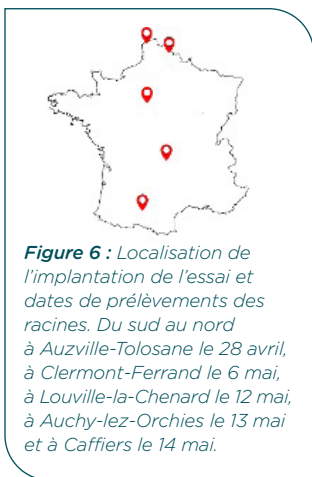 Figure 6 : Localisation de
l'implantation de l'essai et
dates de prélèvements des
racines. Du sud au nord
à Auzville-Tolosane le 28 avril,
à Clermont-Ferrand le 6 mai,
à Louville-la-Chenard le 12 mai,
à Auchy-lez-Orchies le 13 mai
et à Caffiers le 14 mai.